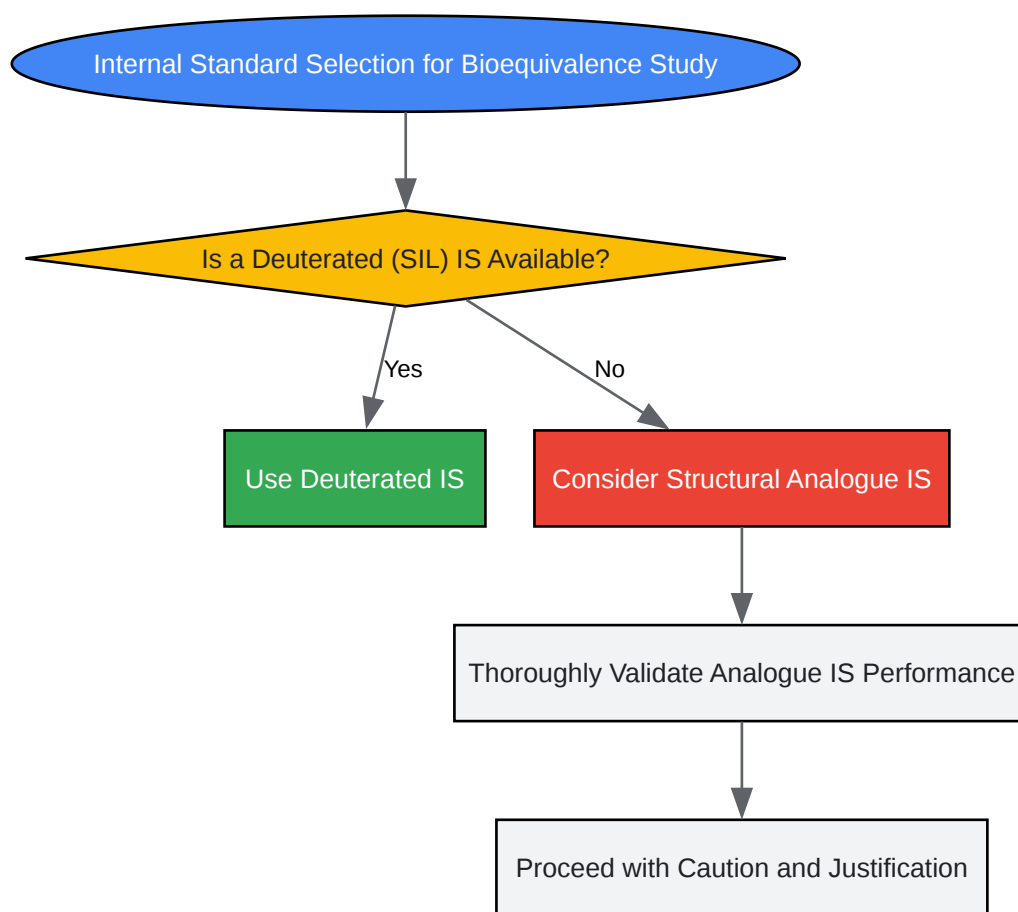 Internal Standard Selection for Bioequivalence Study
Is a Deuterated (SIL) IS Available?
Yes
No
Use Deuterated IS
Consider Structural Analogue IS
Thoroughly Validate Analogue IS Performance
Proceed with Caution and Justification